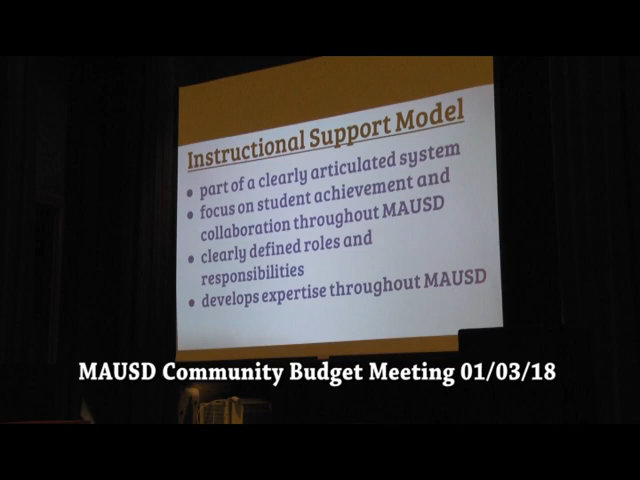 Instructional Support Model
• part of a clearly articulated system
• focus on student achievement and
collaboration throughout MAUSD
• clearly defined roles and
responsibilities
• develops expertise throughout MAUSD
MAUSD Community Budget Meeting 01/03/18